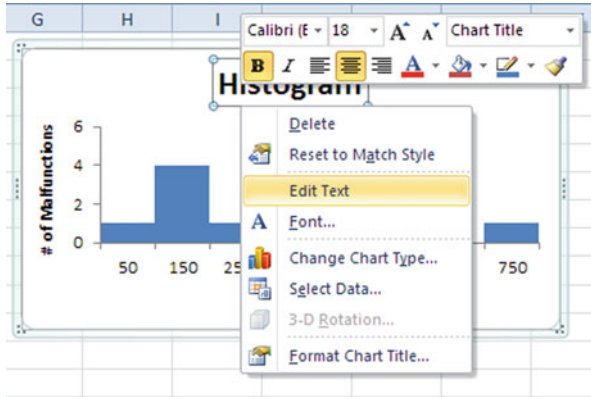 G H I
Calibri (E 18 A A Chart Title
B I A
Histogram
# of Malfunctions
6
4
2
0
50 150 25 750
Delete
Reset to Match Style
Edit Text
A Font...
Change Chart Type...
Select Data...
3-D Rotation...
Format Chart Title...